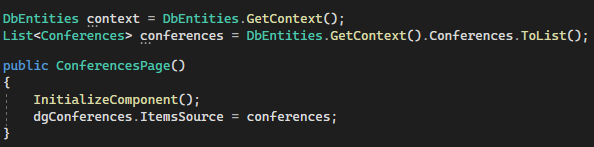 DbEntities context = DbEntities.GetContext();
List<Conferences> conferences = DbEntities.GetContext().Conferences.ToList();
public ConferencesPage()
{
InitializeComponent();
dgConferences.ItemsSource = conferences;
}